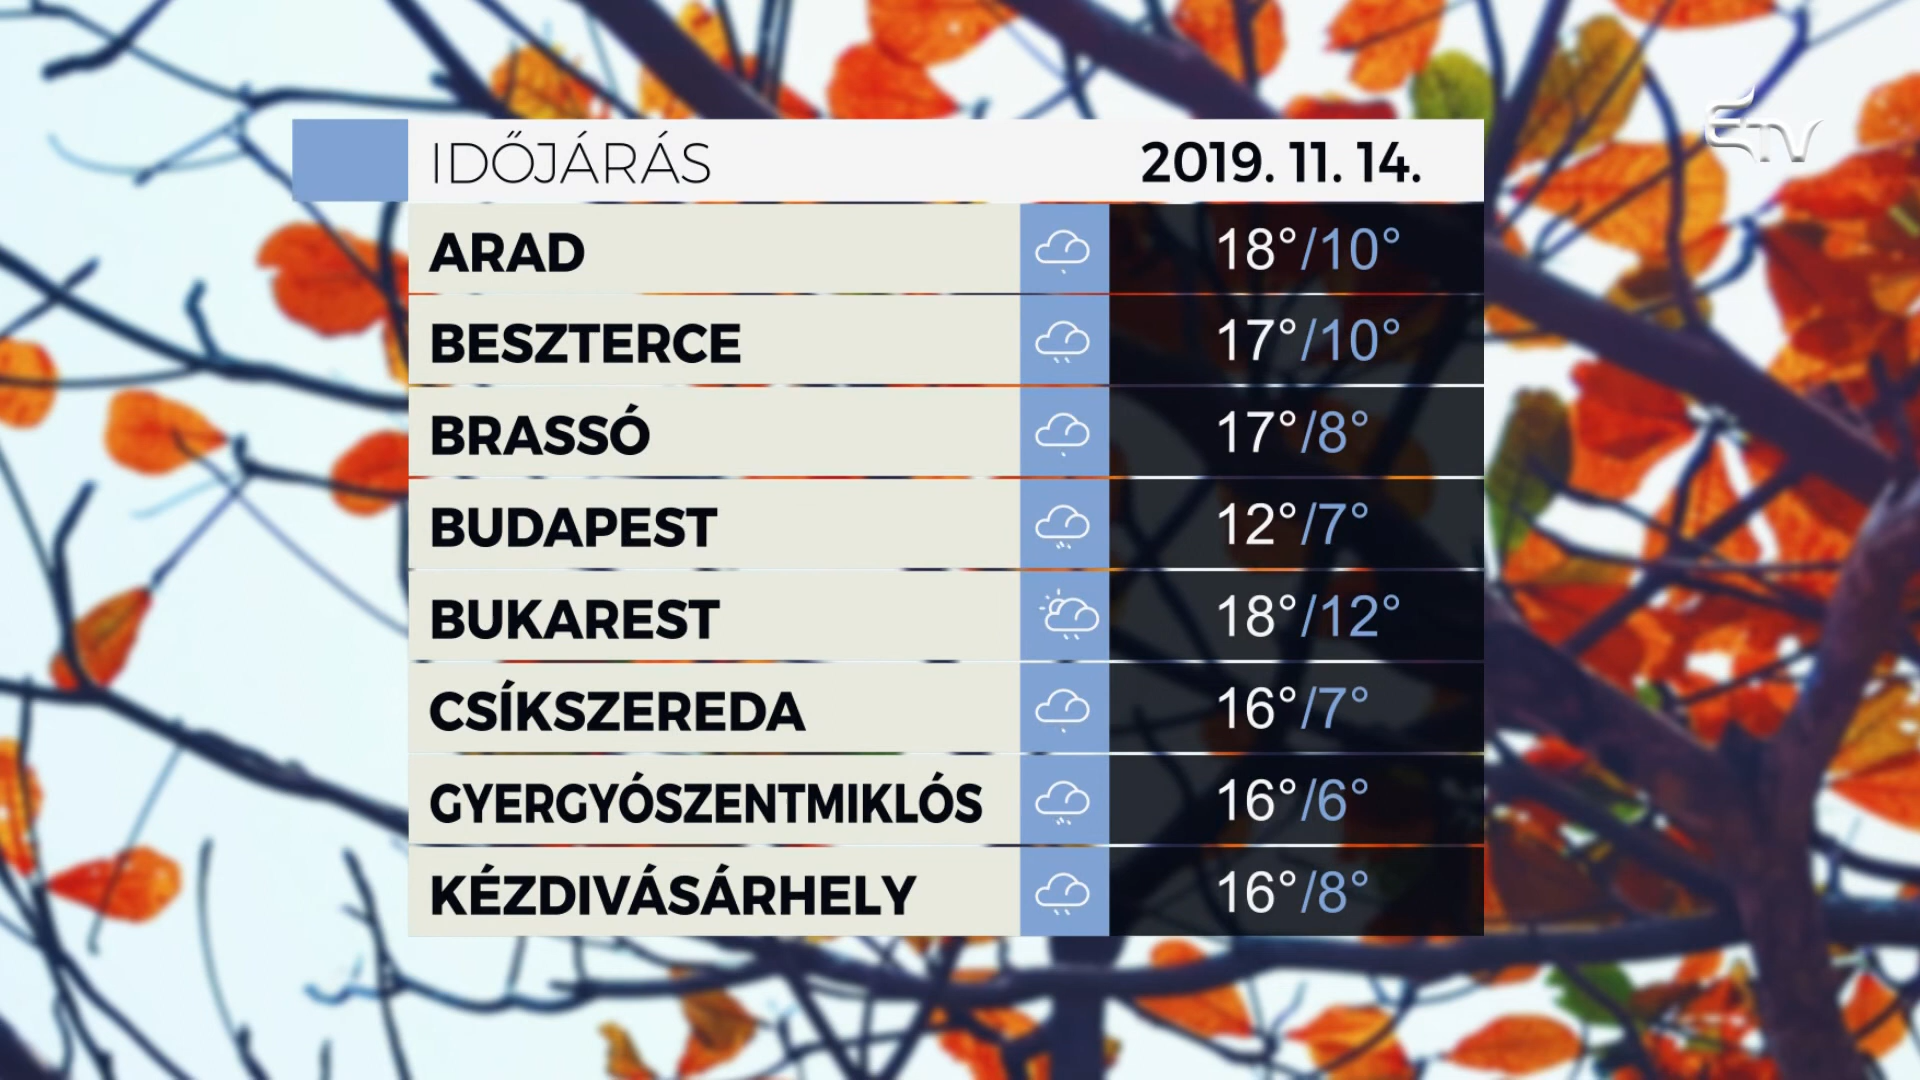 IDŐJÁRÁS 2019. 11. 14.
ETV
ARAD 18°/10°
BESZTERCE 17°/10°
BRASSÓ 17°/8°
BUDAPEST 12°/7°
BUKAREST 18°/12°
CSÍKSZEREDA 16°/7°
GYERGYÓSZENTMIKLÓS 16°/6°
KÉZDIVÁSÁRHELY 16°/8°